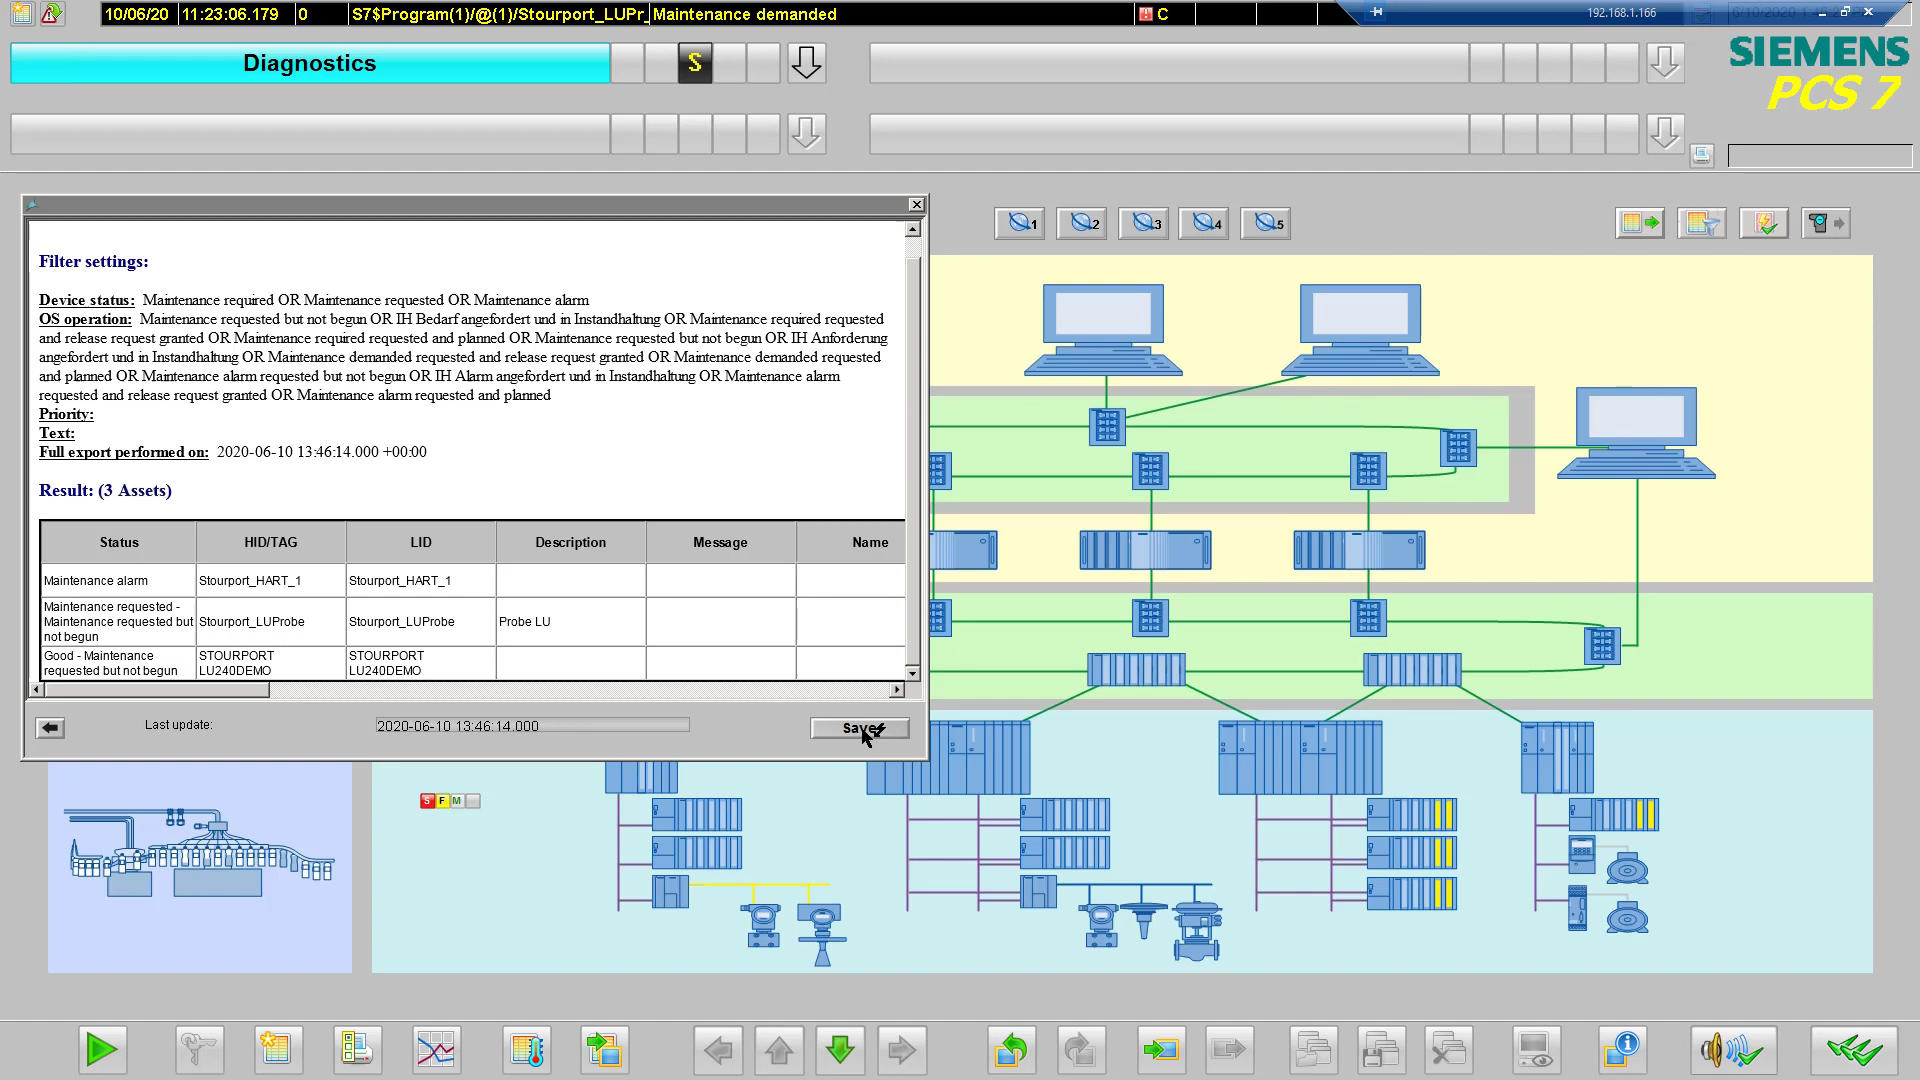 10/06/20 11:23:06.179 0 S7$Program(1)/@(1)/Stourport_LUPr_ Maintenance demanded C
192.168.1.166
Diagnostics S
SIEMENS
PCS 7
1 2 3 4 5
Filter settings:
Device status: Maintenance required OR Maintenance requested OR Maintenance alarm
OS operation: Maintenance requested but not begun OR IH Bedarf angefordert und in Instandhaltung OR Maintenance required requested
and release request granted OR Maintenance required requested and planned OR Maintenance requested but not begun OR IH Anforderung
angefordert und in Instandhaltung OR Maintenance demanded requested and release request granted OR Maintenance demanded requested
and planned OR Maintenance alarm requested but not begun OR IH Alarm angefordert und in Instandhaltung OR Maintenance alarm
requested and release request granted OR Maintenance alarm requested and planned
Priority:
Text:
Full export performed on: 2020-06-10 13:46:14.000 +00:00
Result: (3 Assets)
Status HID/TAG LID Description Message Name
Maintenance alarm Stourport_HART_1 Stourport_HART_1
Maintenance requested -
Maintenance requested but
not begun
Stourport_LUProbe Stourport_LUProbe Probe LU
Good - Maintenance
requested but not begun
STOURPORT
LU240DEMO
STOURPORT
LU240DEMO
Last update: 2020-06-10 13:46:14.000 Save
S F M